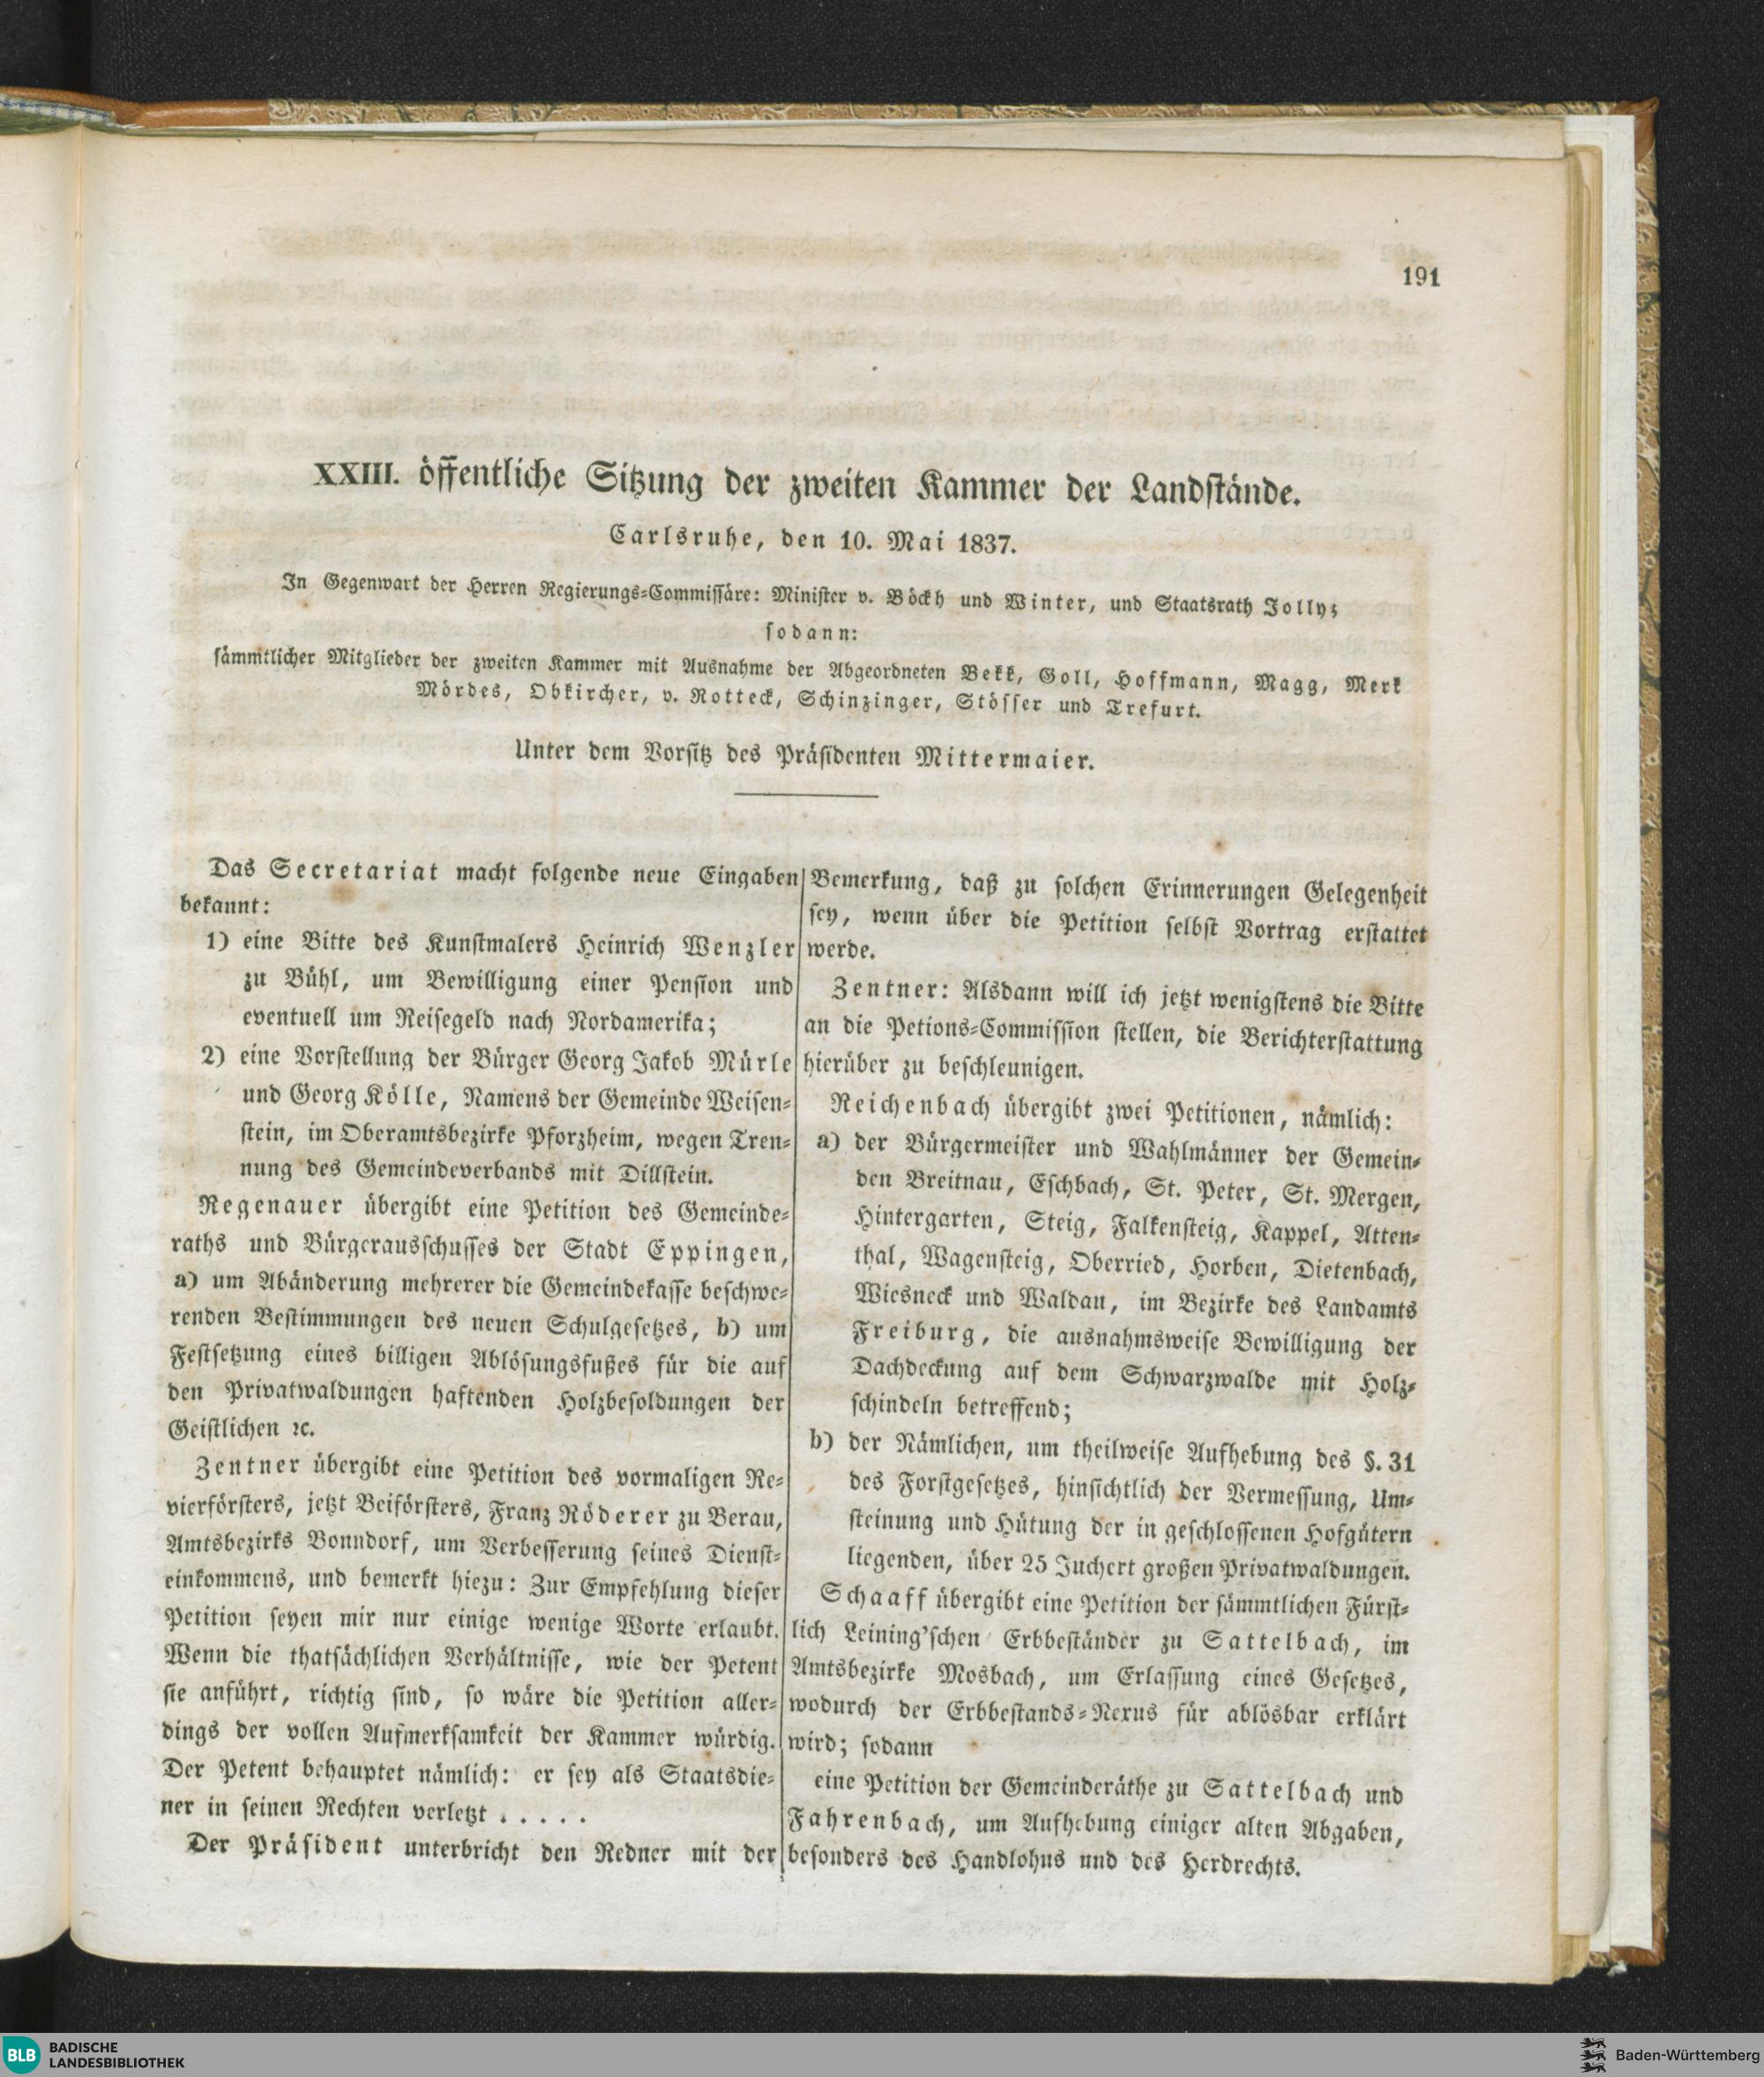 191
XXIII. öffentliche Sitzung der zweiten Kammer der Landstände.
Carlsruhe, den 10. Mai 1837.
In Gegenwart der Herren Regierungs-Commissäre: Minister v. Böckh und Winter, und Staatsrath Jolly;
sodann:
sämmtlicher Mitglieder der zweiten Kammer mit Ausnahme der Abgeordneten Bekk, Goll, Hoffmann, Magg, Merk
Mördes, Obkircher, v. Rotteck, Schinzinger, Stösser und Trefurt.
Unter dem Vorsitz des Präsidenten Mittermaier.
Das Secretariat macht folgende neue Eingaben
bekannt:
1) eine Bitte des Kunstmalers Heinrich Wenzler
zu Bühl, um Bewilligung einer Pension und
eventuell um Reisegeld nach Nordamerika;
2) eine Vorstellung der Bürger Georg Jakob Mürle
und Georg Kölle, Namens der Gemeinde Weisen-
stein, im Oberamtsbezirke Pforzheim, wegen Tren-
nung des Gemeindeverbands mit Dillstein.
Regenauer übergibt eine Petition des Gemeinde-
raths und Bürgerausschusses der Stadt Eppingen,
a) um Abänderung mehrerer die Gemeindekasse beschwe-
renden Bestimmungen des neuen Schulgesetzes, b) um
Festsetzung eines billigen Ablösungsfußes für die auf
den Privatwaldungen haftenden Holzbesoldungen der
Geistlichen ꝛc.
Zentner übergibt eine Petition des vormaligen Re-
vierförsters, jetzt Beiförsters, Franz Röderer zu Berau,
Amtsbezirks Bonndorf, um Verbesserung seines Dienst-
einkommens, und bemerkt hiezu: Zur Empfehlung dieser
Petition seyen mir nur einige wenige Worte erlaubt.
Wenn die thatsächlichen Verhältnisse, wie der Petent
sie anführt, richtig sind, so wäre die Petition aller-
dings der vollen Aufmerksamkeit der Kammer würdig.
Der Petent behauptet nämlich: er sey als Staatsdie-
ner in seinen Rechten verletzt . . . . .
Der Präsident unterbricht den Redner mit der
Bemerkung, daß zu solchen Erinnerungen Gelegenheit
sey, wenn über die Petition selbst Vortrag erstattet
werde.
Zentner: Alsdann will ich jetzt wenigstens die Bitte
an die Petions-Commission stellen, die Berichterstattung
hierüber zu beschleunigen.
Reichenbach übergibt zwei Petitionen, nämlich:
a) der Bürgermeister und Wahlmänner der Gemein-
den Breitnau, Eschbach, St. Peter, St. Mergen,
Hintergarten, Steig, Falkensteig, Kappel, Atten-
thal, Wagensteig, Oberried, Horben, Dietenbach,
Wiesneck und Waldau, im Bezirke des Landamts
Freiburg, die ausnahmsweise Bewilligung der
Dachdeckung auf dem Schwarzwalde mit Holz-
schindeln betreffend;
b) der Nämlichen, um theilweise Aufhebung des §. 31
des Forstgesetzes, hinsichtlich der Vermessung, Um-
steinung und Hütung der in geschlossenen Hofgütern
liegenden, über 25 Juchert großen Privatwaldungen.
Schaaff übergibt eine Petition der sämmtlichen Fürst-
lich Leining'schen Erbbeständer zu Sattelbach, im
Amtsbezirke Mosbach, um Erlassung eines Gesetzes,
wodurch der Erbbestands-Nexus für ablösbar erklärt
wird; sodann
eine Petition der Gemeinderäthe zu Sattelbach und
Fahrenbach, um Aufhebung einiger alten Abgaben,
besonders des Handlohns und des Herdrechts.
BLB BADISCHE
LANDESBIBLIOTHEK
Baden-Württemberg